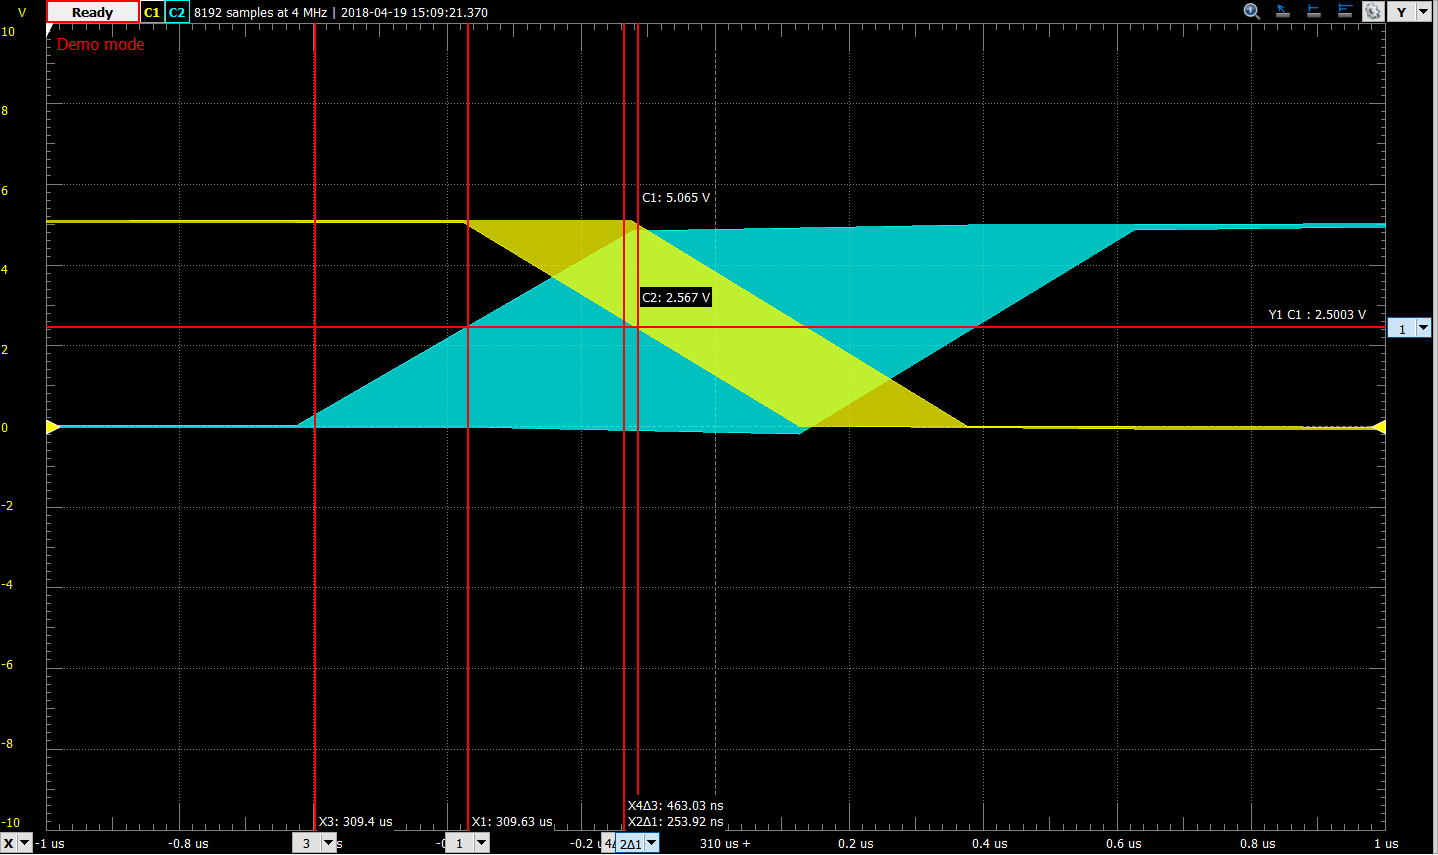 V Ready C1 C2 8192 samples at 4 MHz | 2018-04-19 15:09:21.370 Y
10
Demo mode
8
6
C1: 5.065 V
4
C2: 2.567 V
Y1 C1 : 2.5003 V
1
2
0
-2
-4
-6
-8
X4Δ3: 463.03 ns
-10
X3: 309.4 us X1: 309.63 us X2Δ1: 253.92 ns
X -1 us -0.8 us 3 s 1 -0.2 u 4Δ 2Δ1 310 us + 0.2 us 0.4 us 0.6 us 0.8 us 1 us